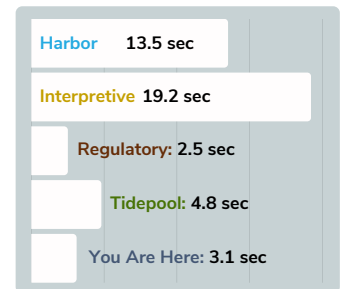 Harbor 13.5 sec
Interpretive 19.2 sec
Regulatory: 2.5 sec
Tidepool: 4.8 sec
You Are Here: 3.1 sec